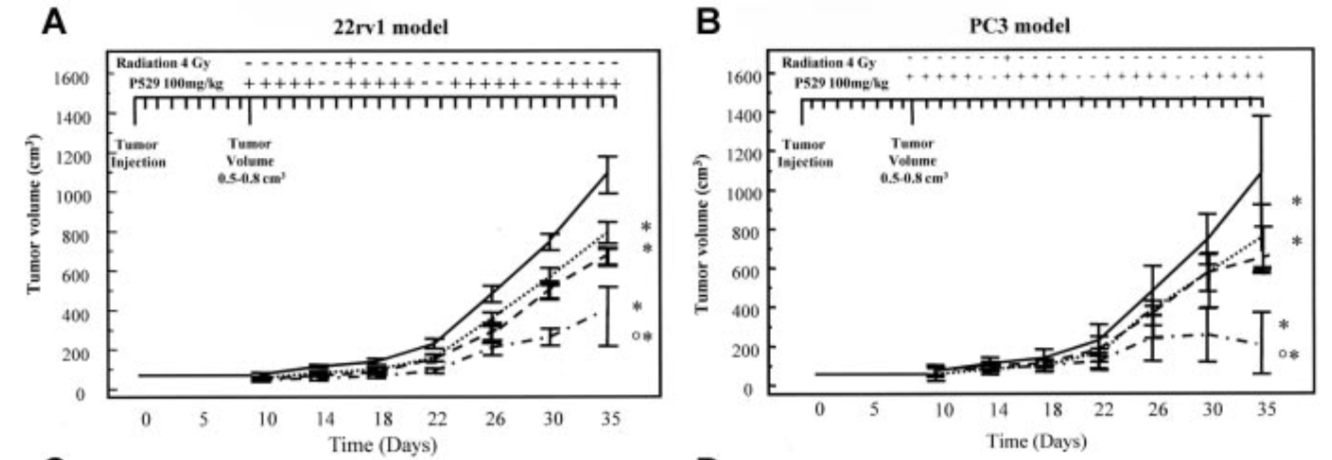 A
22rv1 model
Radiation 4 Gy - - - - - - - + - - - - - - - - - - - - - - - - - -
P529 100mg/kg + + + + + - - + + + + + - - + + + + + - - + + + + +
1600
1400
1200
1000
800
600
400
200
0
Tumor volume (cm³)
Tumor
Injection
Tumor
Volume
0.5-0.8 cm³
*
*
*
○*
0 5 10 14 18 22 26 30 35
Time (Days)
B
PC3 model
Radiation 4 Gy - - - - - - - + - - - - - - - - - - - - - - - - - -
P529 100mg/kg + + + + + - - + + + + + - - + + + + + - - + + + + +
1600
1400
1200
1000
800
600
400
200
0
Tumor volume (cm³)
Tumor
Injection
Tumor
Volume
0.5-0.8 cm³
*
*
*
○*
0 5 10 14 18 22 26 30 35
Time (Days)